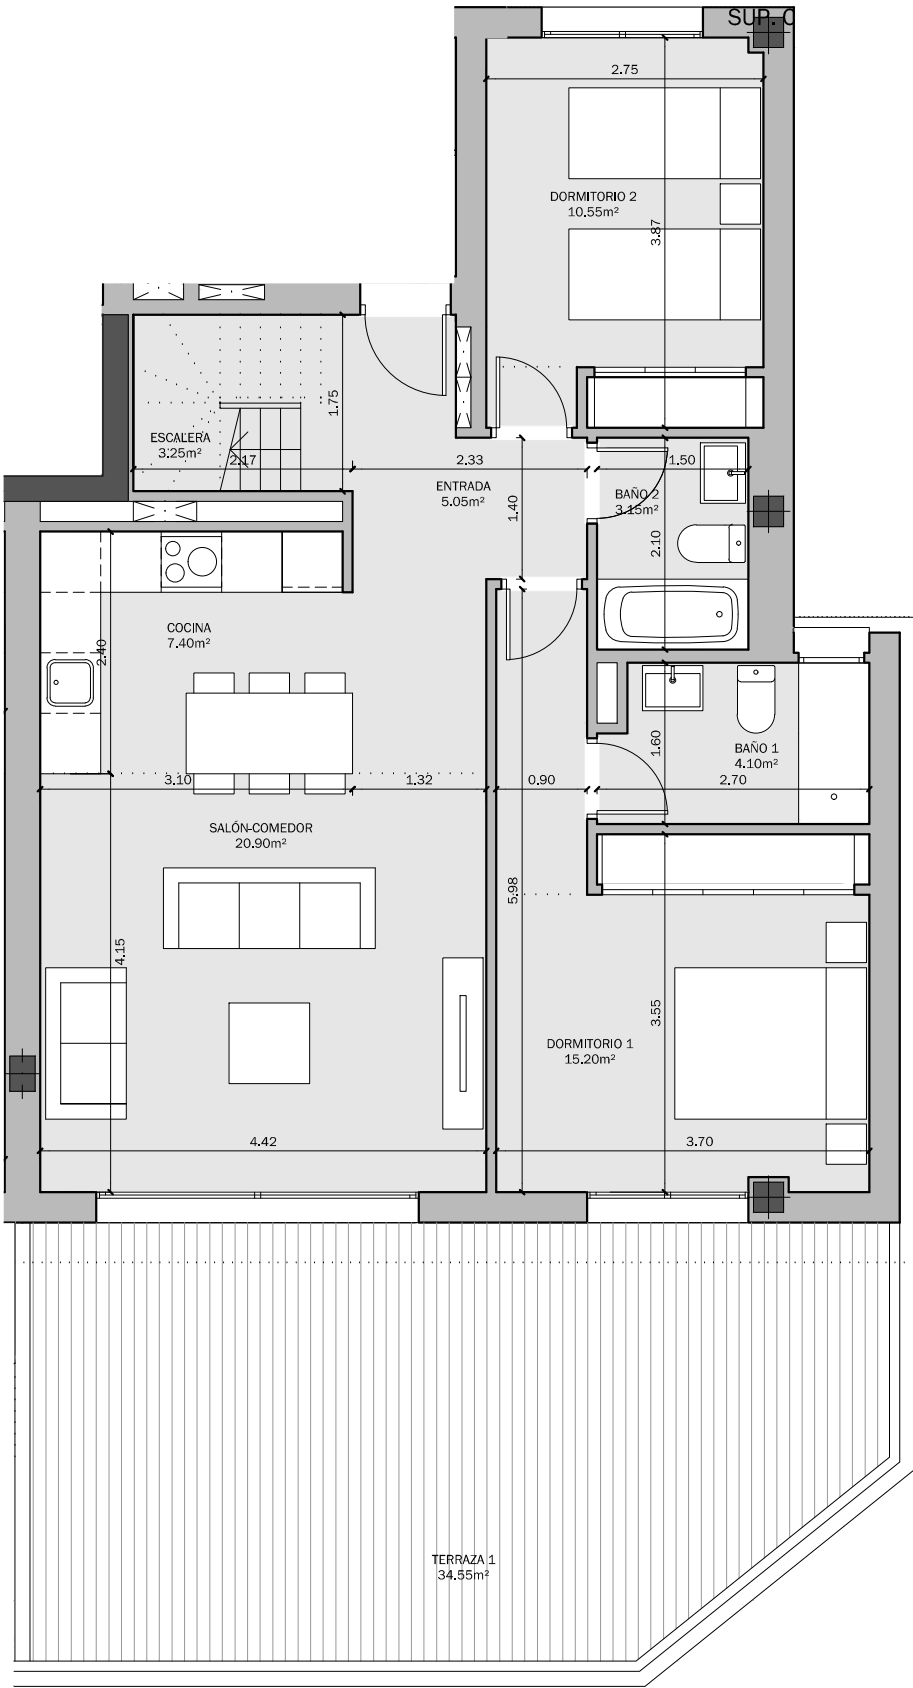 SUP. C
2.75
DORMITORIO 2
10.55m²
3.87
1.75
ESCALERA
3.25m²
2.17
2.33
ENTRADA
5.05m²
1.40
1.50
BAÑO 2
3.15m²
2.10
COCINA
7.40m²
2.40
1.60
BAÑO 1
4.10m²
3.10
1.32
0.90
2.70
SALÓN-COMEDOR
20.90m²
5.98
4.15
3.55
DORMITORIO 1
15.20m²
4.42
3.70
TERRAZA 1
34.55m²